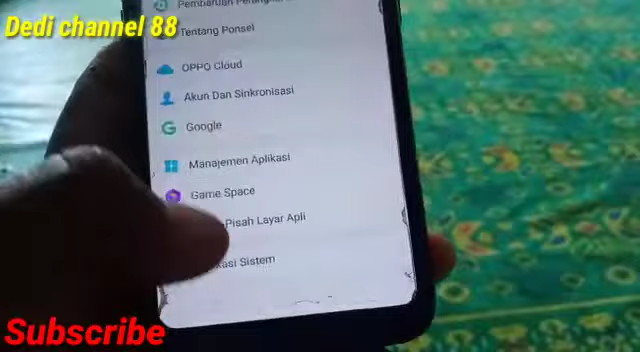 Dedi channel 88
Pembaruan
Tentang Ponsel
OPPO Cloud
Akun Dan Sinkronisasi
Google
Manajemen Aplikasi
Game Space
Pisah Layar Apli
Sistem
Subscribe